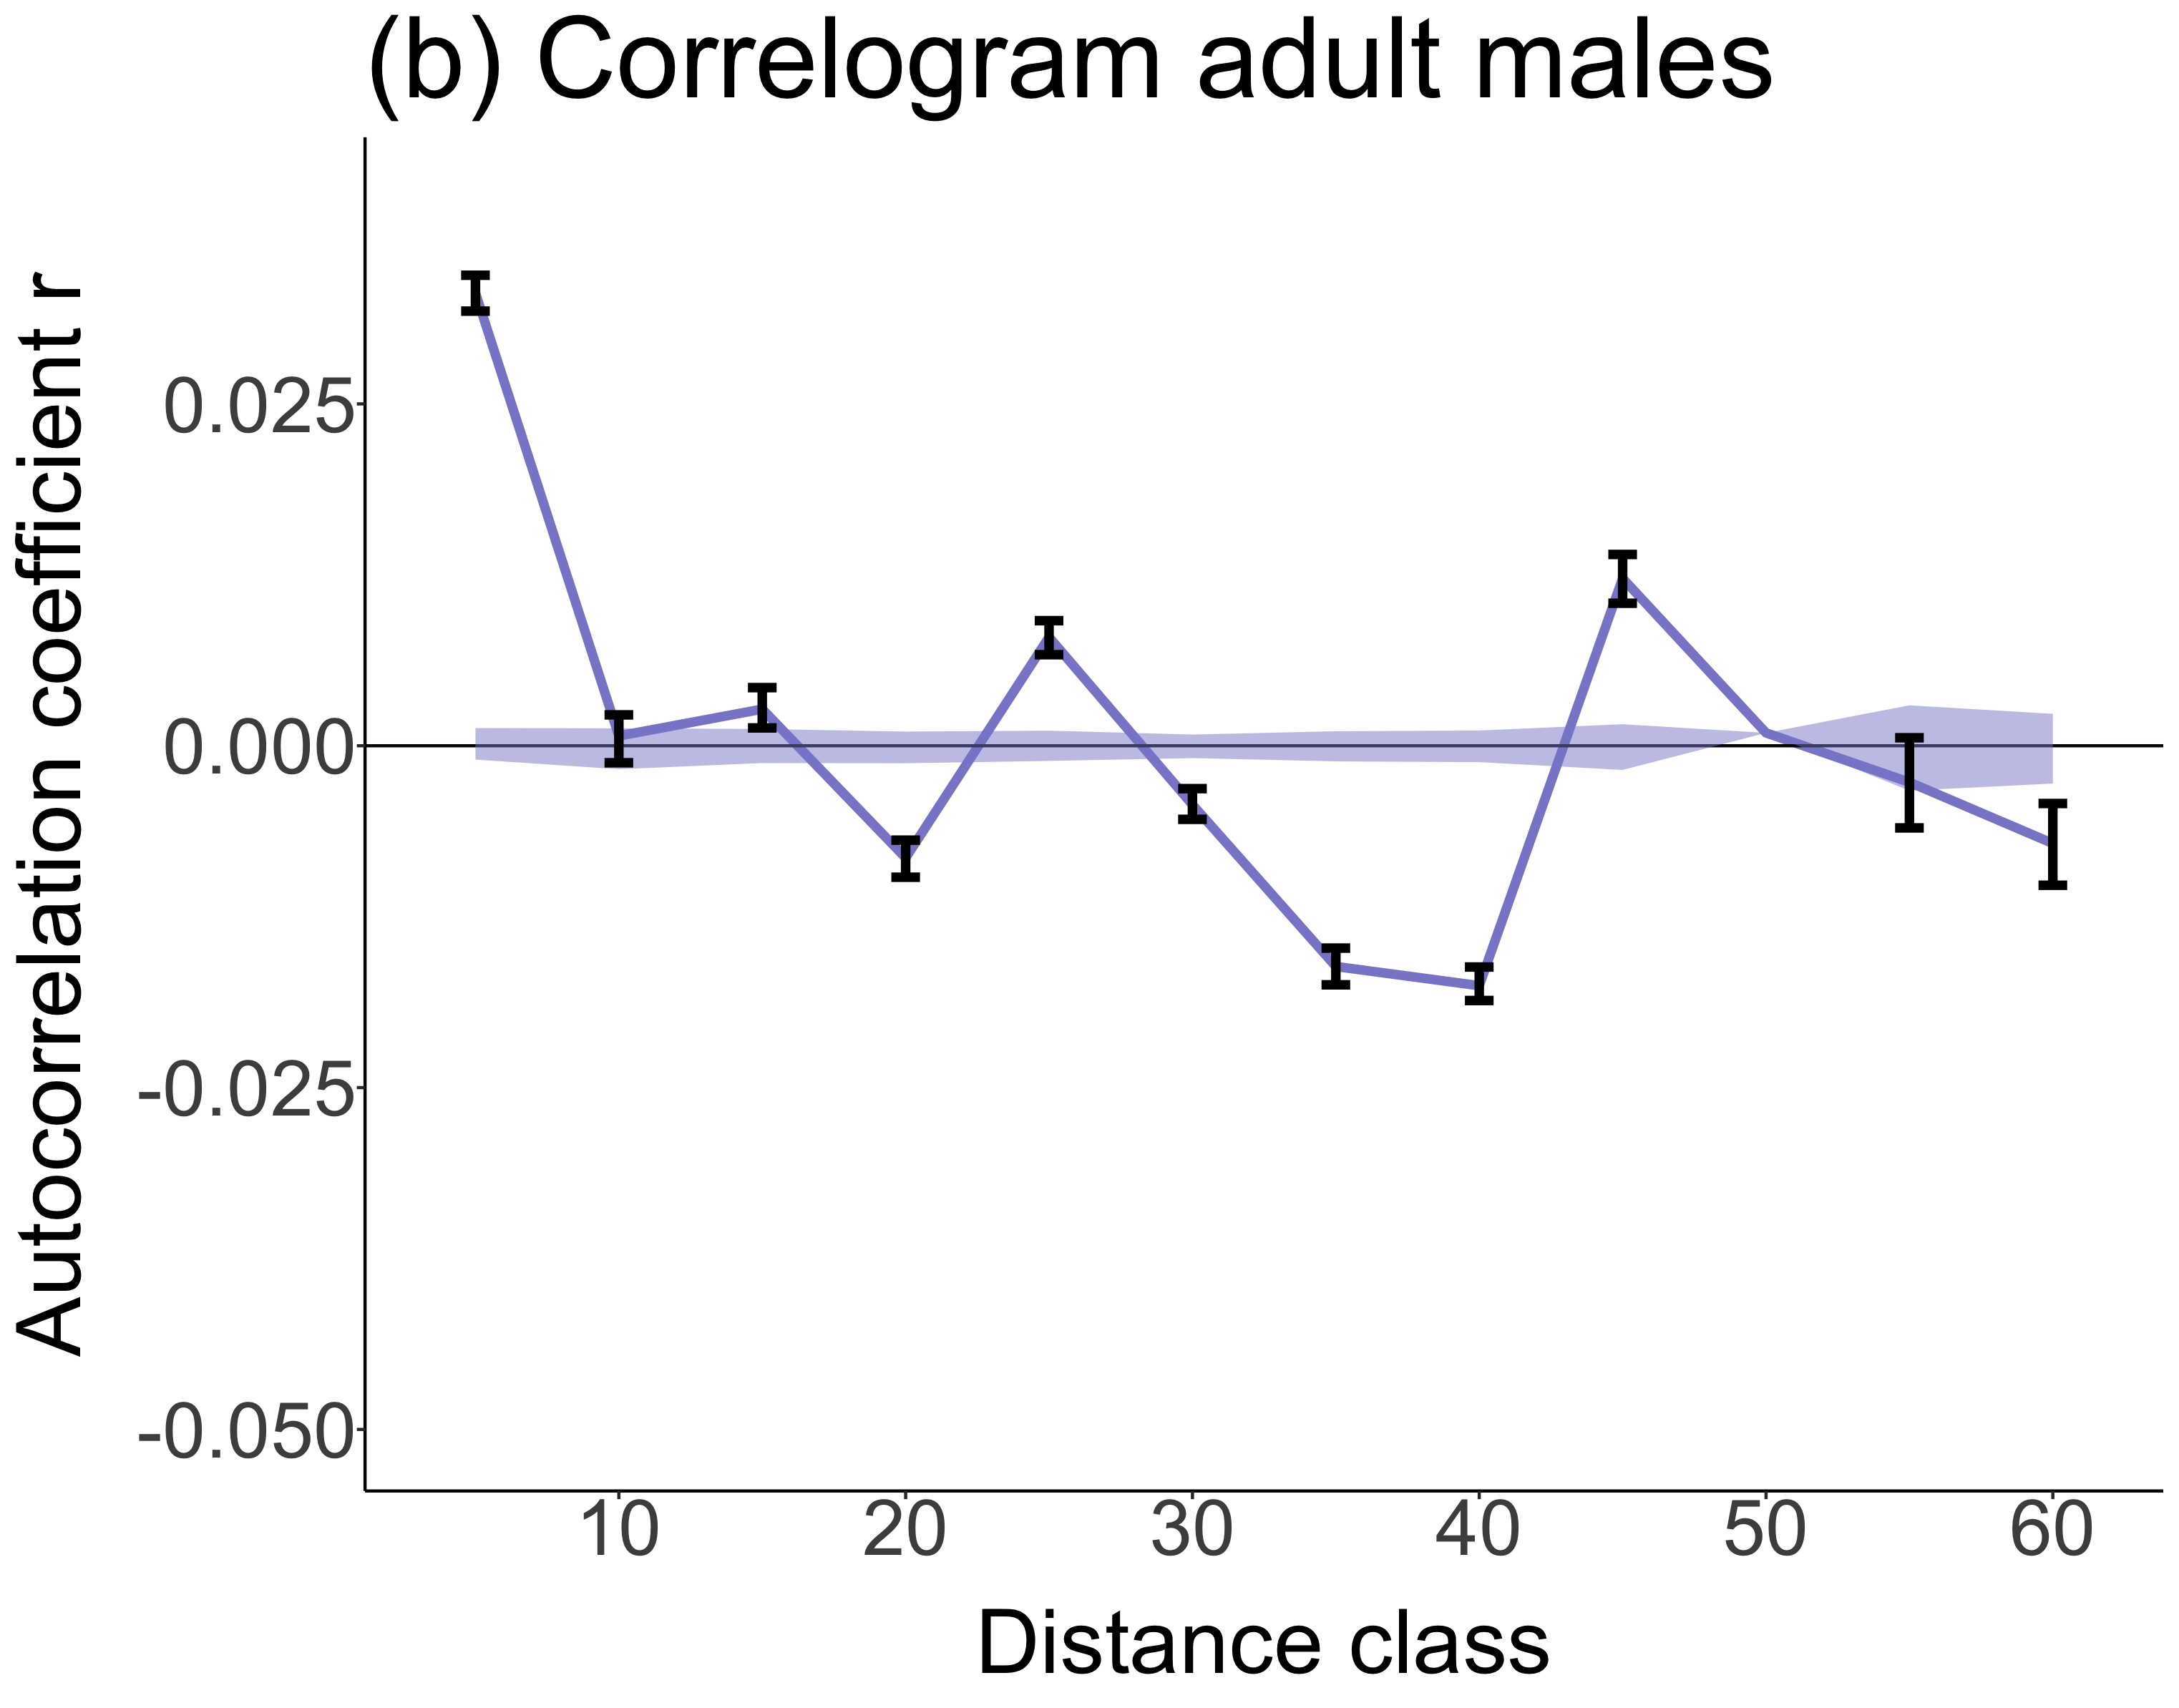 (b) Correlogram adult males
Autocorrelation coefficient r
0.025
0.000
-0.025
-0.050
10 20 30 40 50 60
Distance class